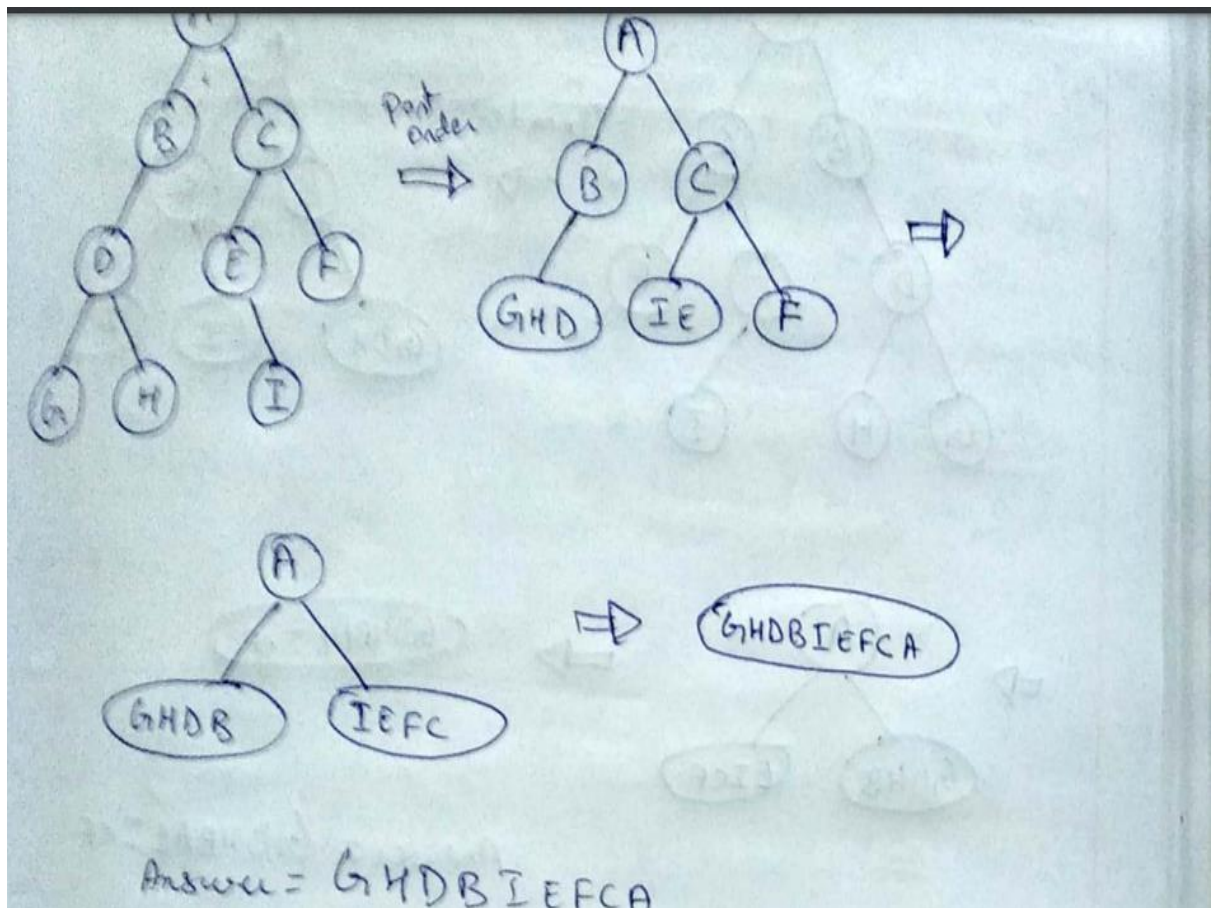 A
A
B
C
Post
order
B
C
D
E
F
GHD
IE
F
G
H
I
A
GHDB
IEFC
GHDBIEFCA
Answer = GHDBIEFCA